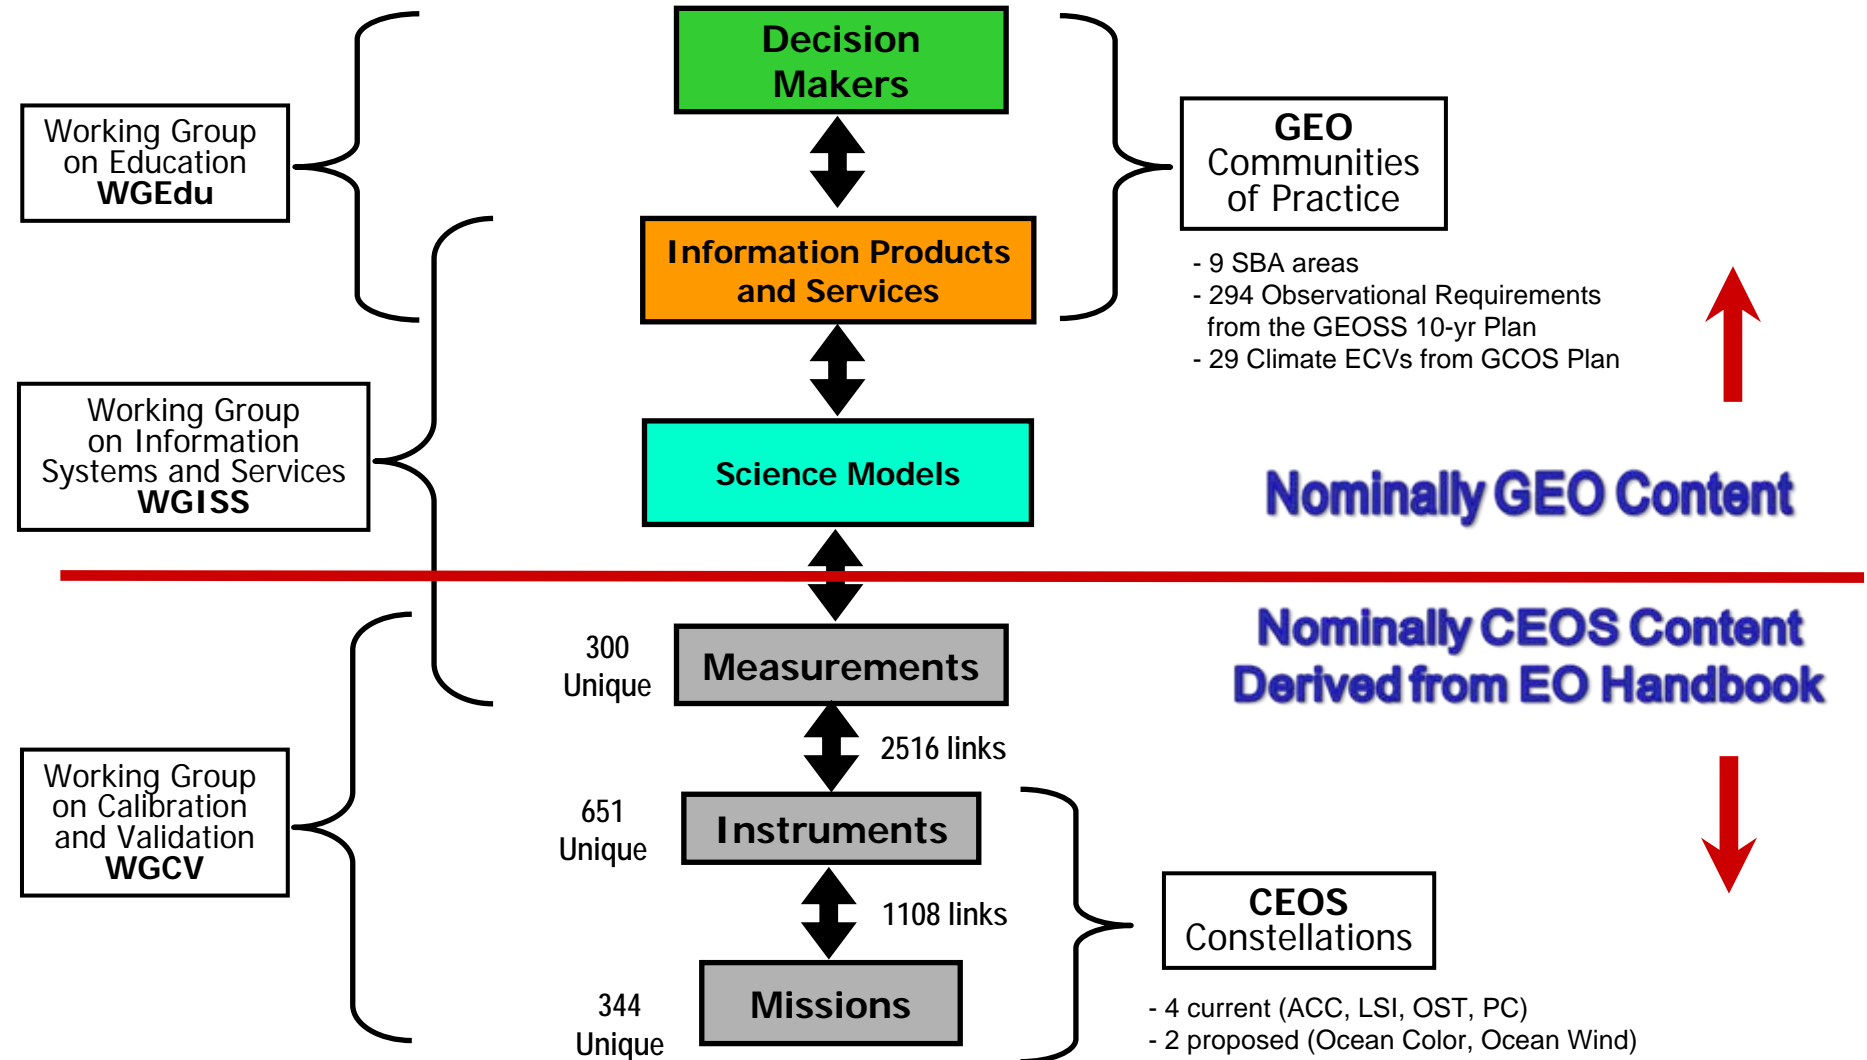 Decision
Makers
Working Group
on Education
WGEdu
GEO
Communities
of Practice
Information Products
and Services
- 9 SBA areas
- 294 Observational Requirements
from the GEOSS 10-yr Plan
- 29 Climate ECVs from GCOS Plan
Working Group
on Information
Systems and Services
WGISS
Science Models
Nominally GEO Content
Nominally CEOS Content
Derived from EO Handbook
300
Unique
Measurements
2516 links
Working Group
on Calibration
and Validation
WGCV
651
Unique
Instruments
1108 links
CEOS
Constellations
344
Unique
Missions
- 4 current (ACC, LSI, OST, PC)
- 2 proposed (Ocean Color, Ocean Wind)